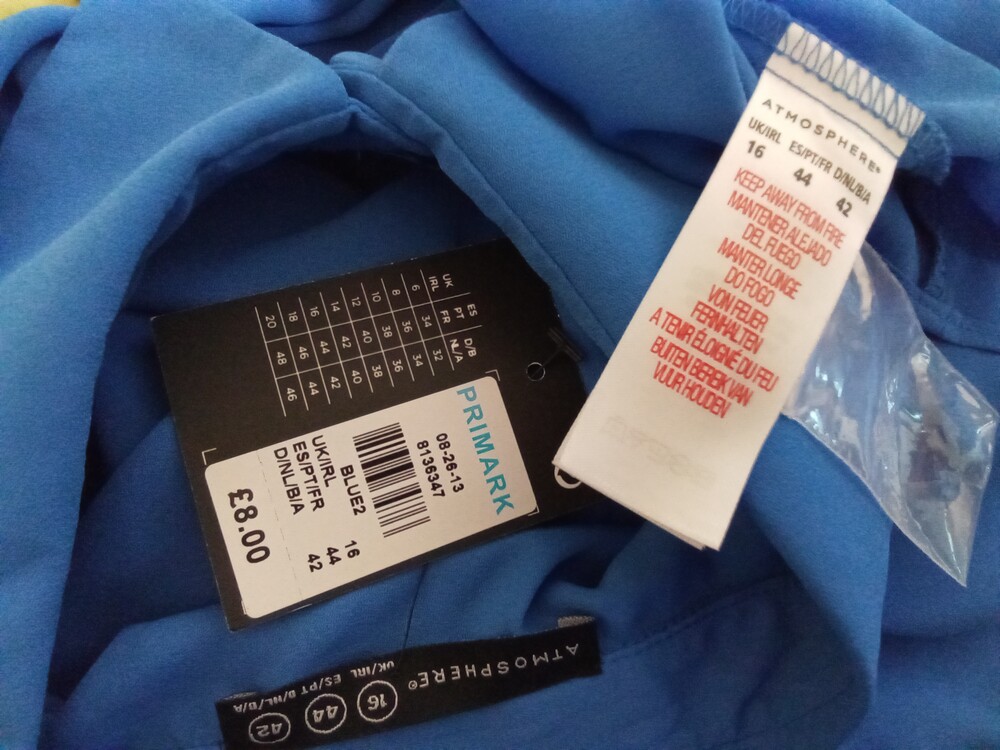 ATMOSPHERE®
UK/IRL ES/PT/FR D/NL/B/A
16 44 42
KEEP AWAY FROM FIRE
MANTENER ALEJADO
DEL FUEGO
MANTER LONGE
DO FOGO
VON FEUER
FERNHALTEN
A TENIR ÉLOIGNÉ DU FEU
BUITEN BEREIK VAN
VUUR HOUDEN
UK IRL 6 8 10 12 14 16 18 20
ES PT FR 34 36 38 40 42 44 46 48
D/B NL/A 32 34 36 38 40 42 44 46
PRIMARK
08-26-13
8136347
BLUE2
UK/IRL 16
ES/PT/FR 44
D/NL/B/A 42
£8.00
ATMOSPHERE®
UK/IRL ES/PT D/NL/B/A
16 44 42